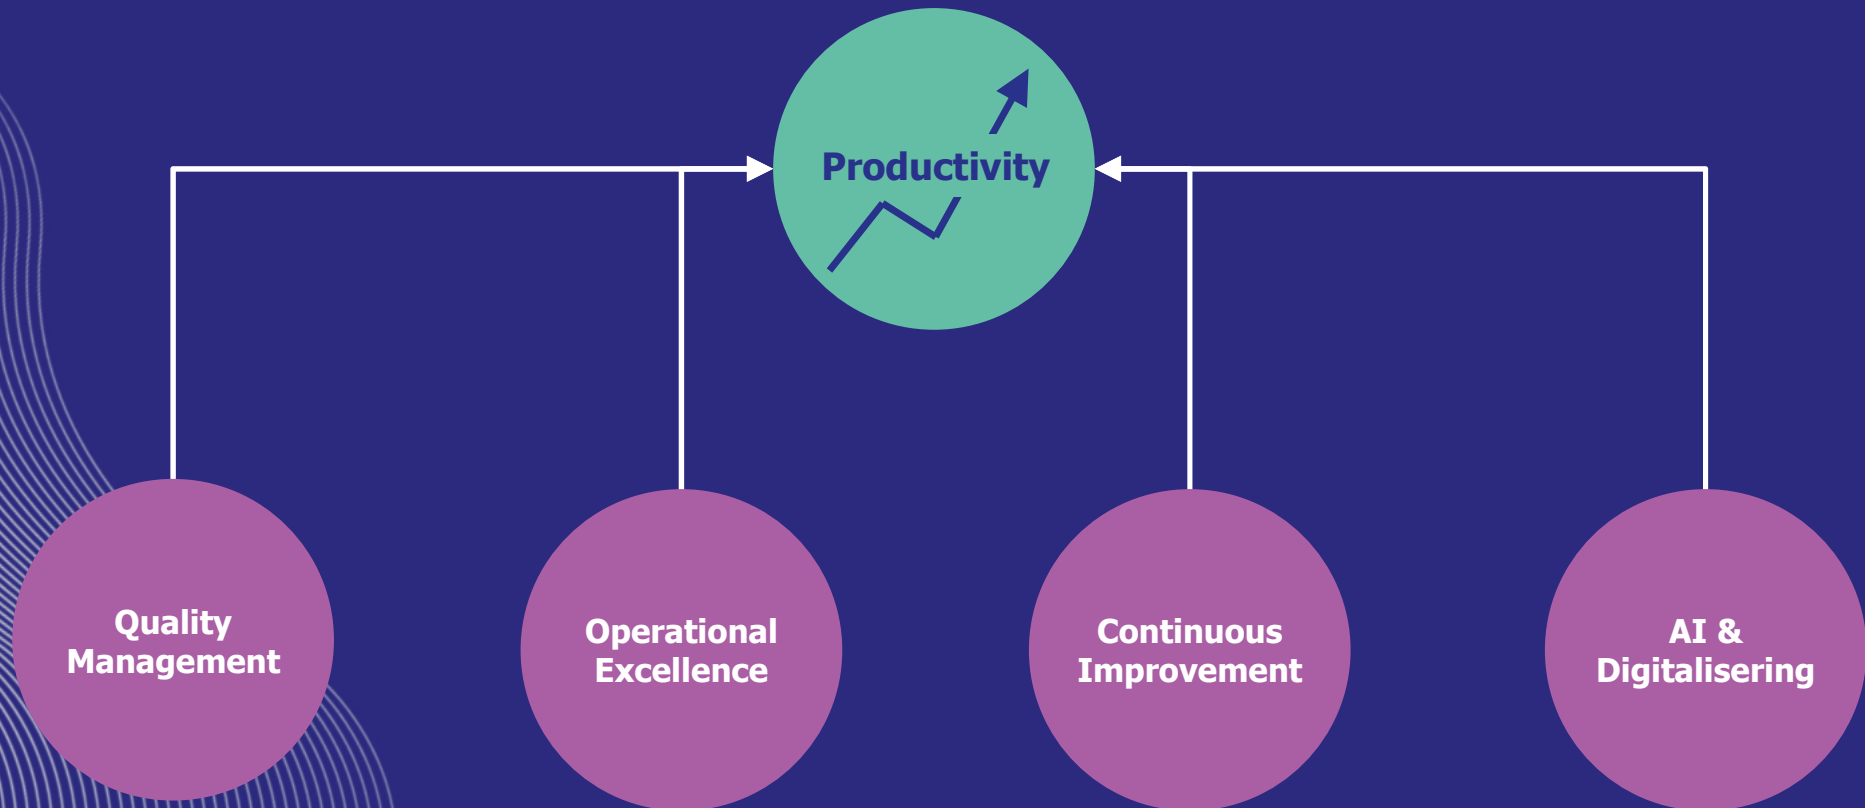 Productivity
Quality
Management
Operational
Excellence
Continuous
Improvement
AI &
Digitalisering